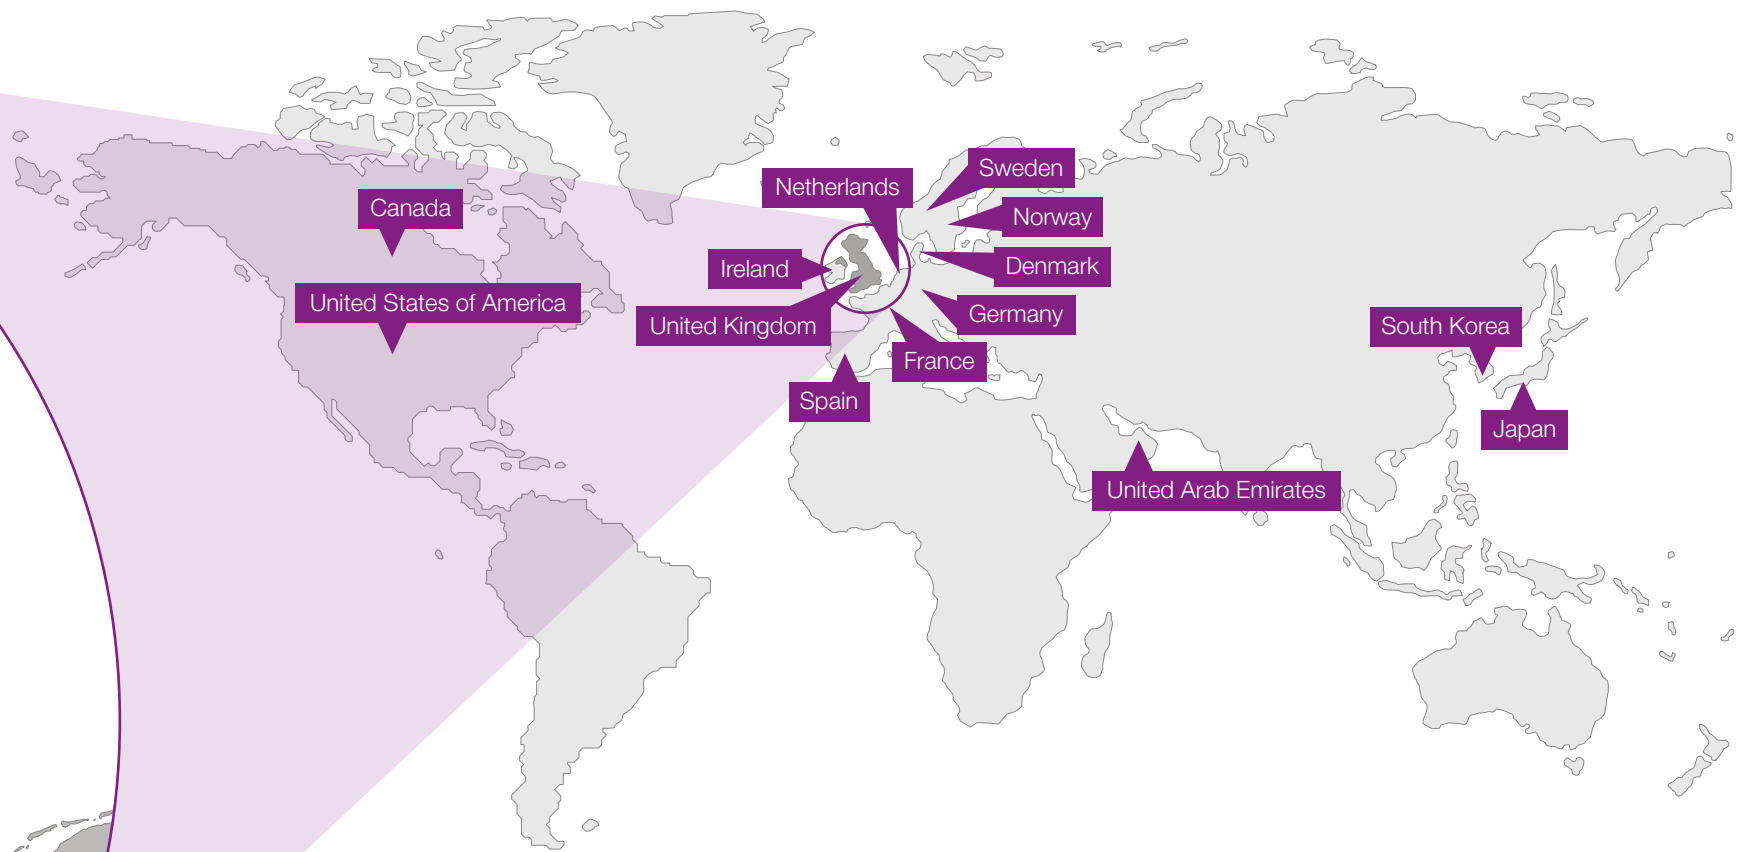 Sweden
Netherlands
Canada
Norway
Ireland
Denmark
United States of America
Germany
United Kingdom
South Korea
France
Spain
Japan
United Arab Emirates